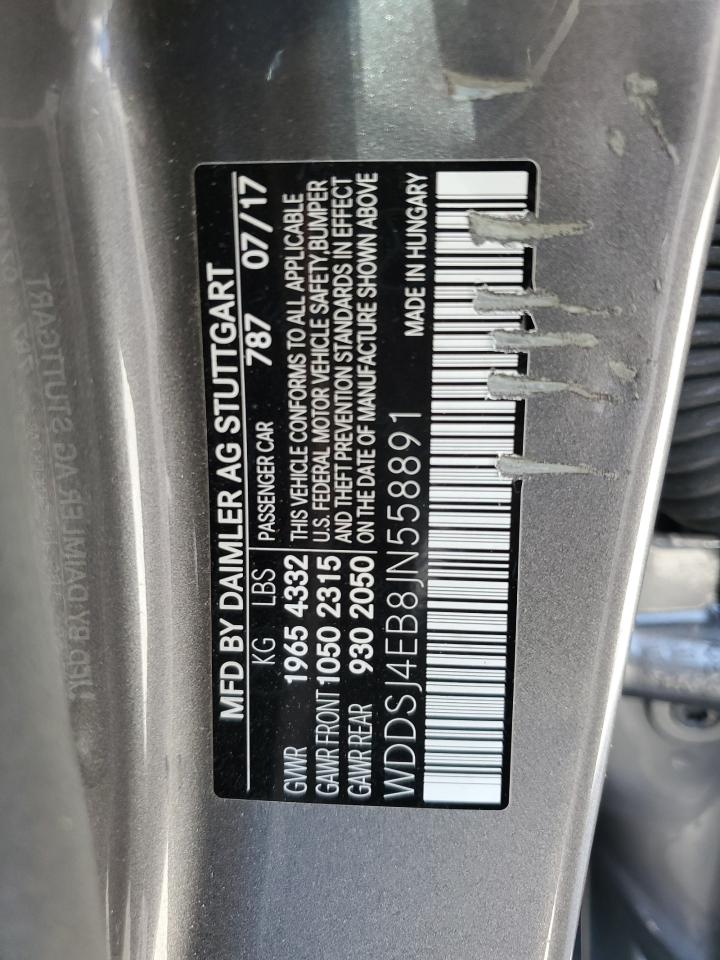 MFD BY DAIMLER AG STUTTGART
KG LBS PASSENGER CAR 787 07/17
GVWR 1965 4332 THIS VEHICLE CONFORMS TO ALL APPLICABLE
GAWR FRONT 1050 2315 U.S. FEDERAL MOTOR VEHICLE SAFETY,BUMPER
AND THEFT PREVENTION STANDARDS IN EFFECT
GAWR REAR 930 2050 ON THE DATE OF MANUFACTURE SHOWN ABOVE
WDDSJ4EB8JN558891 MADE IN HUNGARY